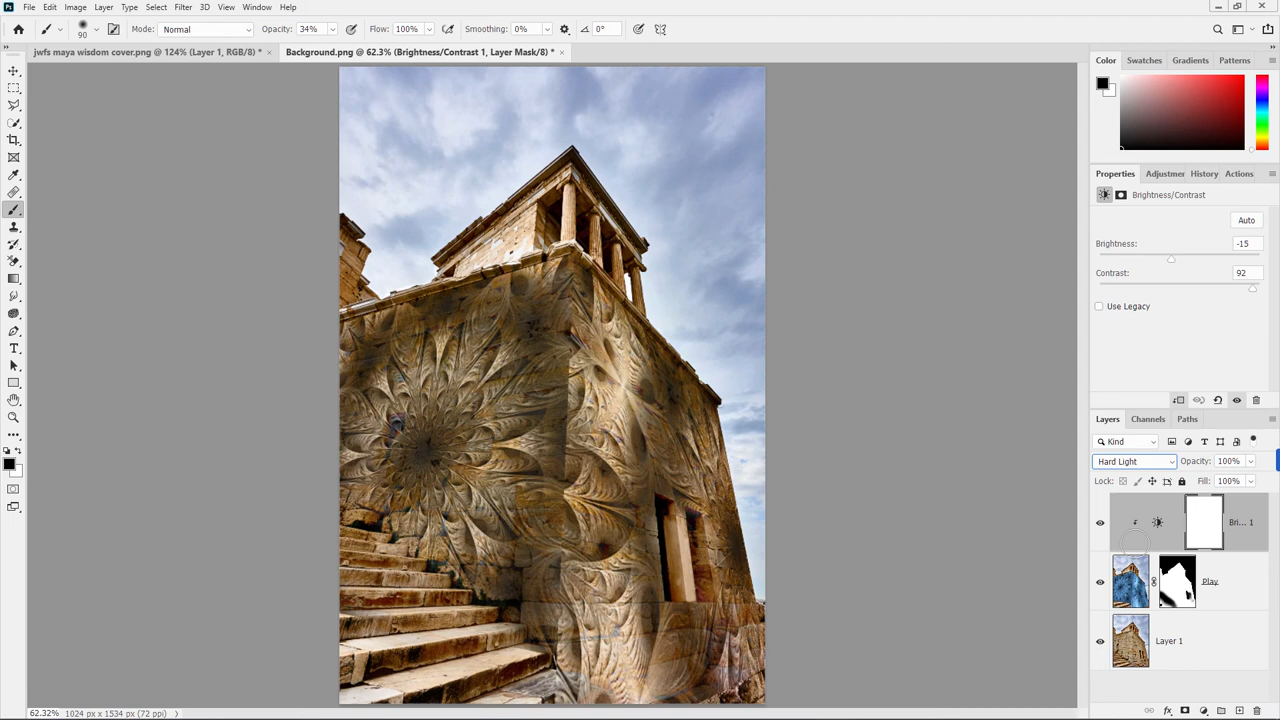 Ps File Edit Image Layer Type Select Filter 3D View Window Help
90 Mode: Normal Opacity: 34% Flow: 100% Smoothing: 0% 0°
jwfs maya wisdom cover.png @ 124% (Layer 1, RGB/8) * × Background.png @ 62.3% (Brightness/Contrast 1, Layer Mask/8) * ×
Color Swatches Gradients Patterns
Properties Adjustmer History Actions
Brightness/Contrast
Auto
Brightness: -15
Contrast: 92
Use Legacy
Layers Channels Paths
Kind
Hard Light Opacity: 100%
Lock: Fill: 100%
Bri... 1
Play
Layer 1
62.32% 1024 px x 1534 px (72 ppi)